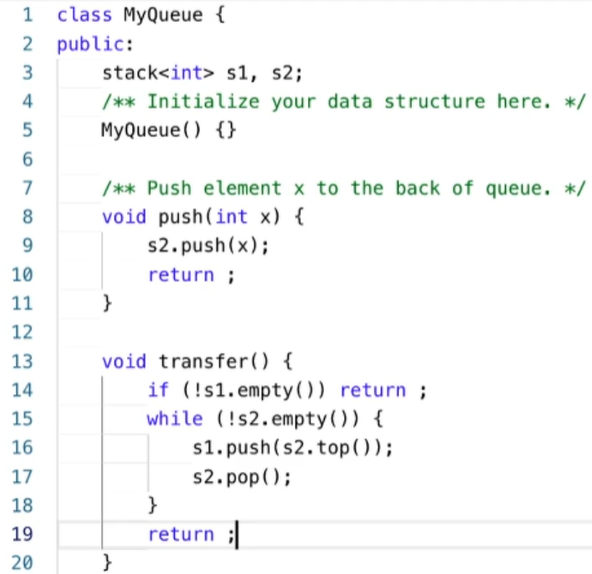 1 class MyQueue {
2 public:
3     stack<int> s1, s2;
4     /** Initialize your data structure here. */
5     MyQueue() {}
6
7     /** Push element x to the back of queue. */
8     void push(int x) {
9         s2.push(x);
10         return ;
11     }
12
13     void transfer() {
14         if (!s1.empty()) return ;
15         while (!s2.empty()) {
16             s1.push(s2.top());
17             s2.pop();
18         }
19         return ;
20     }